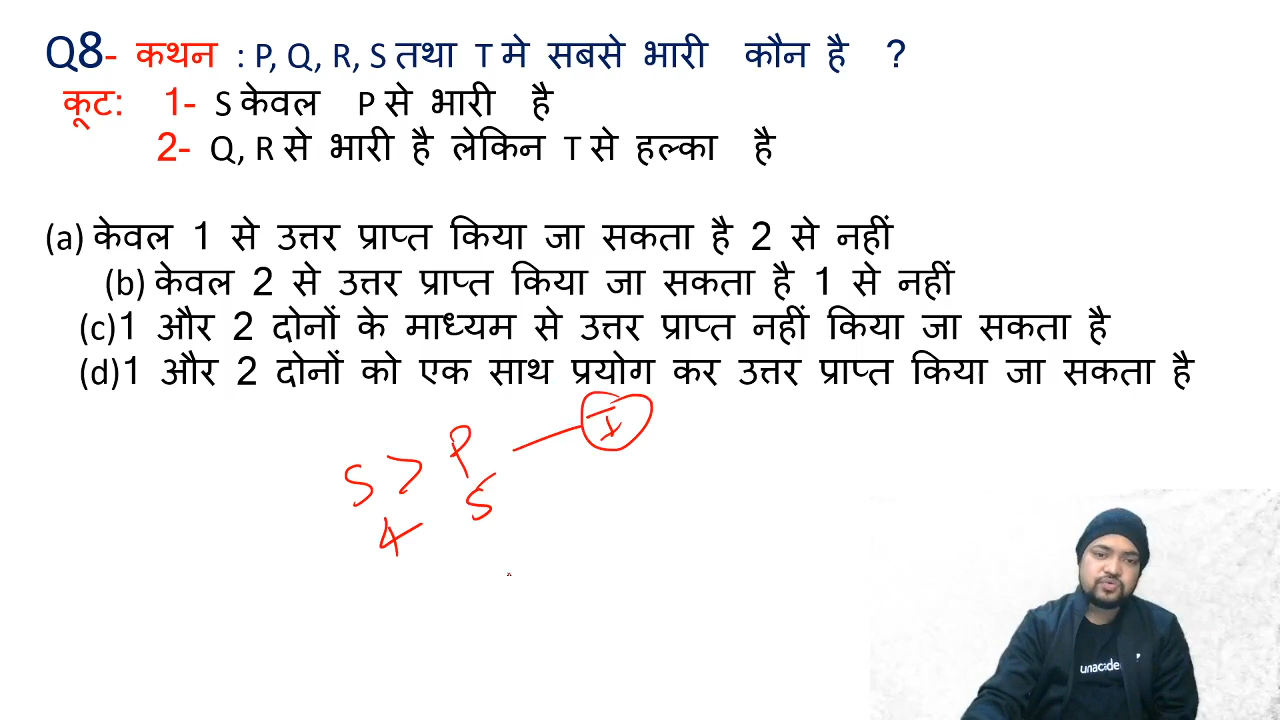 Q8- कथन : P, Q, R, S तथा T मे सबसे भारी कौन है ?
कूट: 1- S केवल P से भारी है
2- Q, R से भारी है लेकिन T से हल्का है
(a) केवल 1 से उत्तर प्राप्त किया जा सकता है 2 से नहीं
(b) केवल 2 से उत्तर प्राप्त किया जा सकता है 1 से नहीं
(c)1 और 2 दोनों के माध्यम से उत्तर प्राप्त नहीं किया जा सकता है
(d)1 और 2 दोनों को एक साथ प्रयोग कर उत्तर प्राप्त किया जा सकता है
S > P — I
4 5